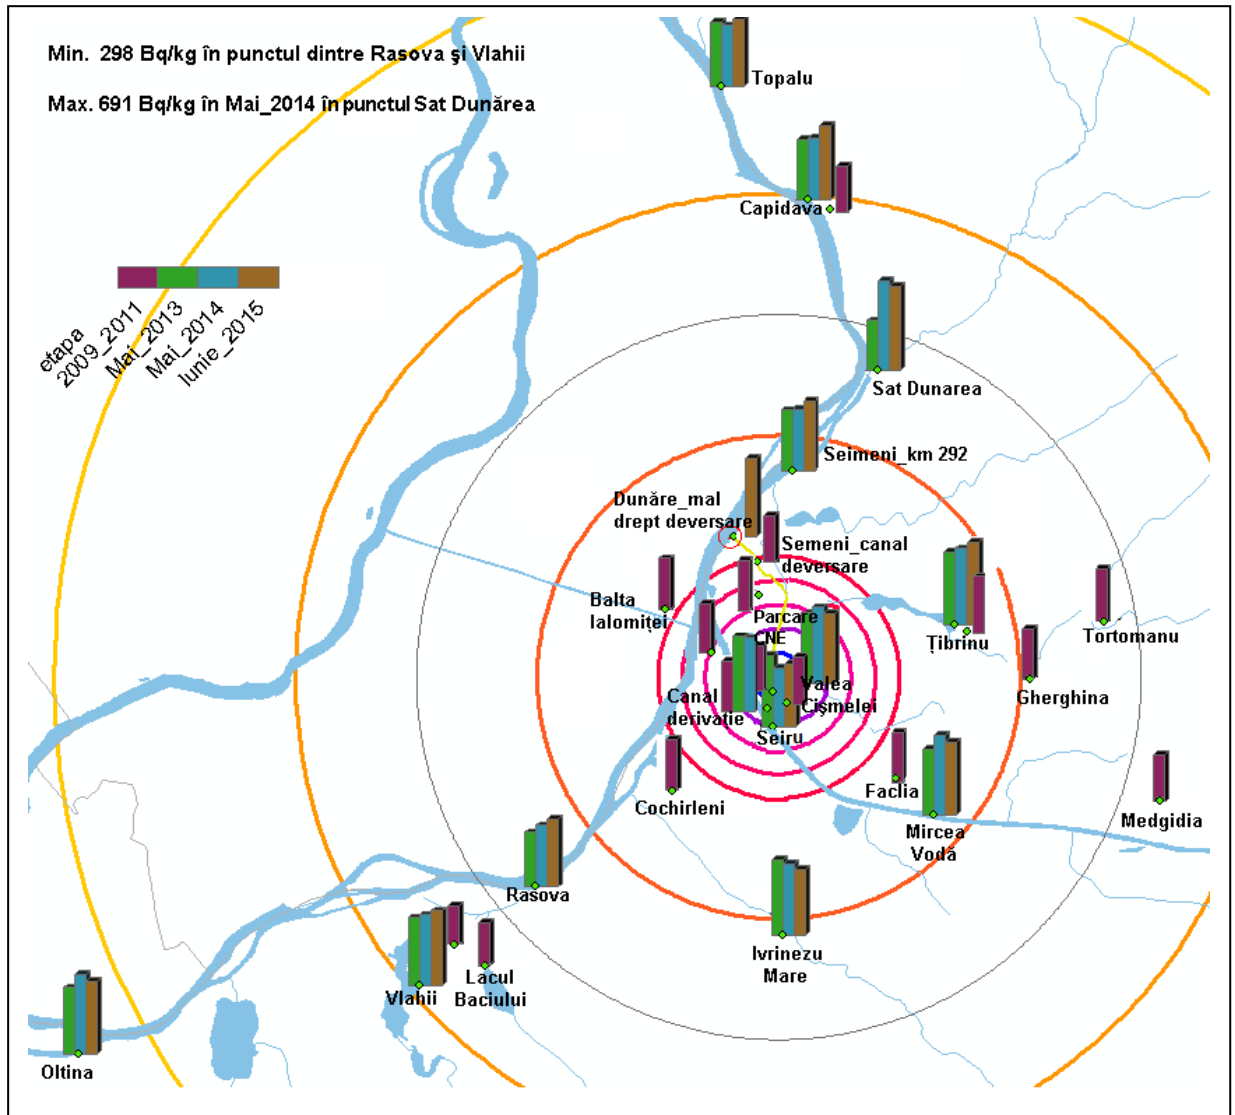 Min. 298 Bq/kg în punctul dintre Rasova şi Vlahii
Max. 691 Bq/kg în Mai_2014 în punctul Sat Dunărea
Topalu
Capidava
etapa
2009_2011
Mai_2013
Mai_2014
Iunie_2015
Sat Dunarea
Seimeni_km 292
Dunăre_mal
drept deversare
Semeni_canal
deversare
Balta
Ialomiței
Parcare
CNE
Țibrinu
Tortomanu
Gherghina
Canal
derivatie
Valea
Cişmelei
Seiru
Cochirleni
Faclia
Mircea
Vodă
Medgidia
Rasova
Ivrinezu
Mare
Vlahii
Lacul
Baciului
Oltina